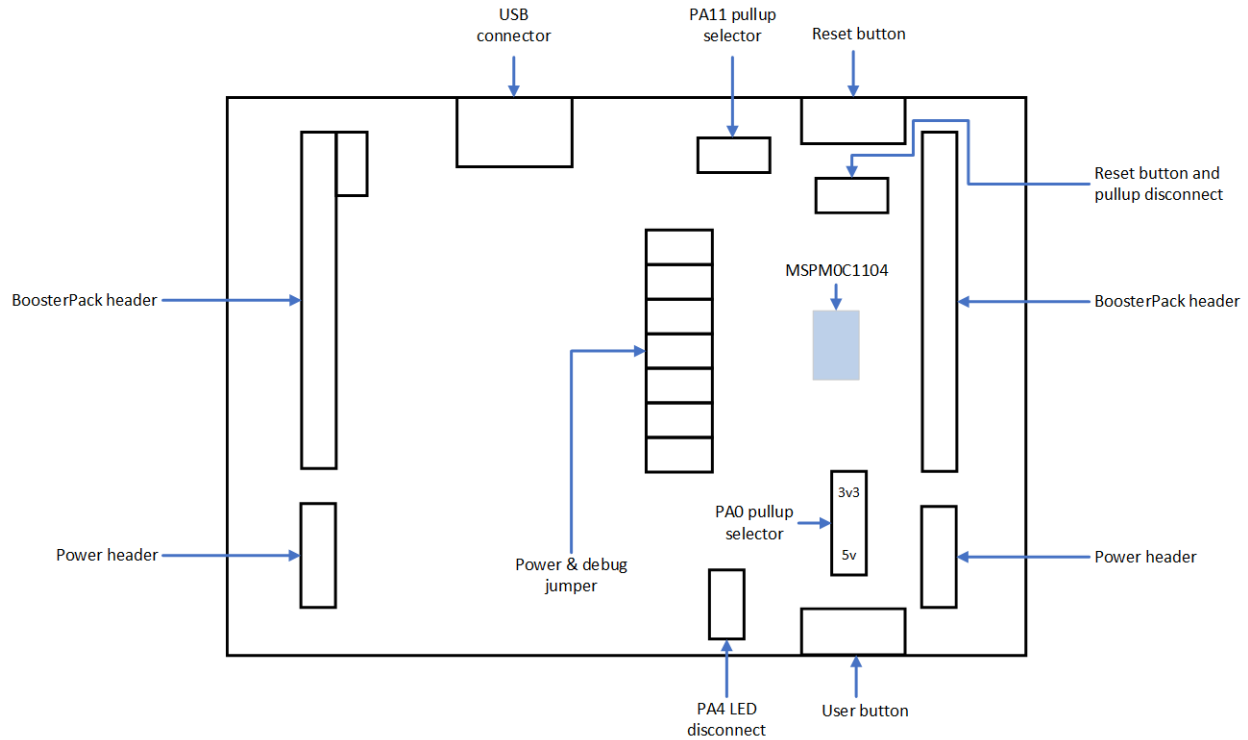 USB
connector
PA11 pullup
selector
Reset button
Reset button and
pullup disconnect
MSPM0C1104
BoosterPack header
BoosterPack header
3v3
PA0 pullup
selector
5v
Power header
Power & debug
jumper
Power header
PA4 LED
disconnect
User button